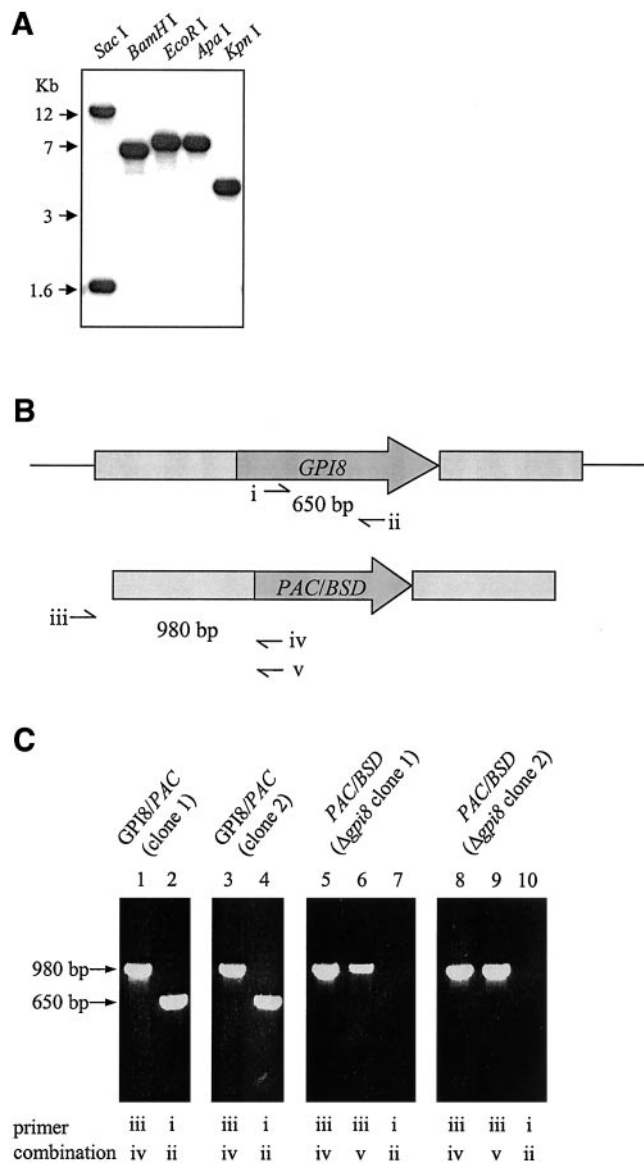 A
Sac I BamH I EcoR I Apa I Kpn I
Kb
12
7
3
1.6
B
GPI8
i 650 bp ii
PAC/BSD
iii 980 bp iv
v
C
GPI8/PAC (clone 1)
GPI8/PAC (clone 2)
PAC/BSD (Δgpi8 clone 1)
PAC/BSD (Δgpi8 clone 2)
1 2 3 4 5 6 7 8 9 10
980 bp
650 bp
primer iii i iii i iii iii i iii iii i
combination iv ii iv ii iv v ii iv v ii